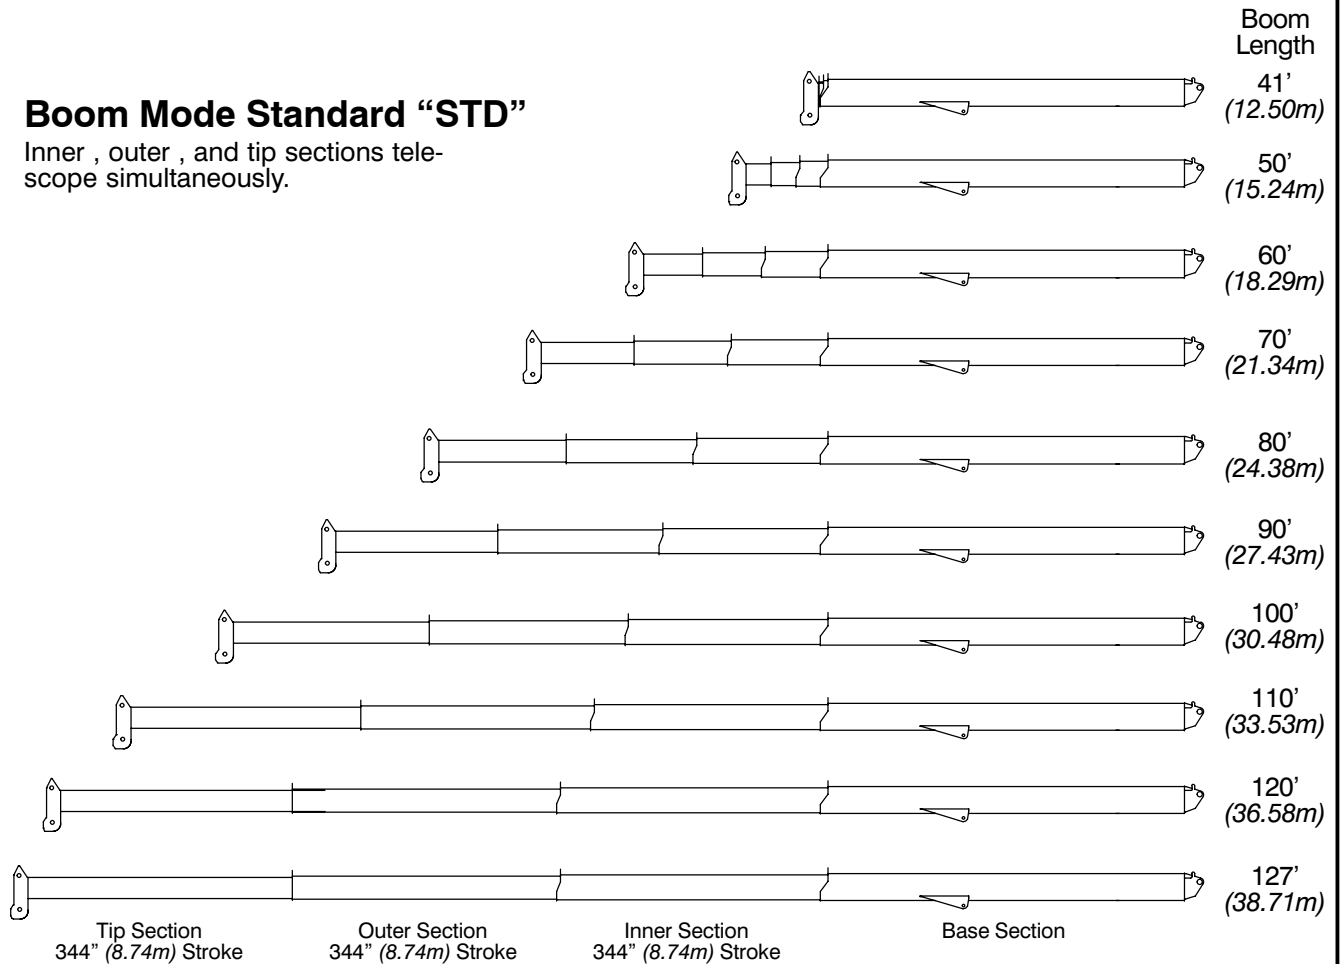 Boom
Length
41’
(12.50m)
Boom Mode Standard “STD”
Inner , outer , and tip sections tele-
scope simultaneously.
50’
(15.24m)
60’
(18.29m)
70’
(21.34m)
80’
(24.38m)
90’
(27.43m)
100’
(30.48m)
110’
(33.53m)
120’
(36.58m)
127’
(38.71m)
Tip Section
344” (8.74m) Stroke
Outer Section
344” (8.74m) Stroke
Inner Section
344” (8.74m) Stroke
Base Section